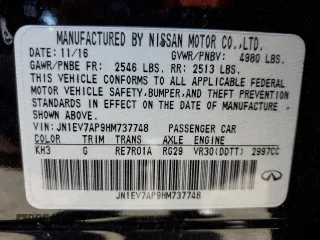 MANUFACTURED BY NISSAN MOTOR CO.,LTD.
DATE: 11/16 GVWR/PNBV: 4980 LBS.
GAWR/PNBE FR: 2546 LBS. RR: 2513 LBS.
THIS VEHICLE CONFORMS TO ALL APPLICABLE FEDERAL
MOTOR VEHICLE SAFETY,BUMPER,AND THEFT PREVENTION
STANDARDS IN EFFECT ON THE DATE OF
MANUFACTURE SHOWN ABOVE.
VIN: JN1EV7AP9HM737748 PASSENGER CAR
COLOR TRIM TRANS AXLE ENGINE
KH3 G RE7R01A RG29 VR30(DDTT) 2997CC
JN1EV7AP9HM737748
INFINITI